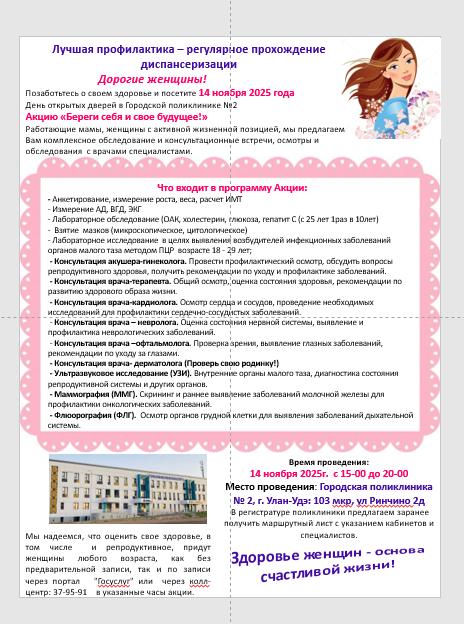 Лучшая профилактика – регулярное прохождение
диспансеризации
Дорогие женщины!
Позаботьтесь о своем здоровье и посетите 14 ноября 2025 года
День открытых дверей в Городской поликлинике №2
Акцию «Береги себя и свое будущее!»
Работающие мамы, женщины с активной жизненной позицией, мы предлагаем
Вам комплексное обследование и консультационные встречи, осмотры и
обследования с врачами специалистами.
Что входит в программу Акции:
- Анкетирование, измерение роста, веса, расчет ИМТ
- Измерение АД, ВГД, ЭКГ
- Лабораторное обследование (ОАК, холестерин, глюкоза, гепатит С (с 25 лет 1раз в 10лет)
- Взятие мазков (микроскопическое, цитологическое)
- Лабораторное исследование в целях выявления возбудителей инфекционных заболеваний
органов малого таза методом ПЦР возрасте 18 - 29 лет;
- Консультация акушера-гинеколога. Провести профилактический осмотр, обсудить вопросы
репродуктивного здоровья, получить рекомендации по уходу и профилактике заболеваний.
- Консультация врача-терапевта. Общий осмотр, оценка состояния здоровья, рекомендации по
развитию здорового образа жизни.
- Консультация врача-кардиолога. Осмотр сердца и сосудов, проведение необходимых
исследований для профилактики сердечно-сосудистых заболеваний.
- Консультация врача – невролога. Оценка состояния нервной системы, выявление и
профилактика неврологических заболеваний.
- Консультация врача –офтальмолога. Проверка зрения, выявление глазных заболеваний,
рекомендации по уходу за глазами.
- Консультация врача- дерматолога (Проверь свою родинку!)
- Ультразвуковое исследование (УЗИ). Внутренние органы малого таза, диагностика состояния
репродуктивной системы и других органов.
- Маммография (ММГ). Скрининг и раннее выявление заболеваний молочной железы для
профилактики онкологических заболеваний.
- Флюорография (ФЛГ). Осмотр органов грудной клетки для выявления заболеваний дыхательной
системы.
Время проведения:
14 ноября 2025г. с 15-00 до 20-00
Место проведения: Городская поликлиника
№ 2, г. Улан-Удэ: 103 мкр, ул Ринчино 2д
В регистратуре поликлиники предлагаем заранее
получить маршрутный лист с указанием кабинетов и
специалистов.
Мы надеемся, что оценить свое здоровье, в
том числе и репродуктивное, придут
женщины любого возраста, как без
предварительной записи, так и по записи
через портал "Госуслуг" или через колл-
центр: 37-95-91 в указанные часы акции.
Здоровье женщин - основа
счастливой жизни!